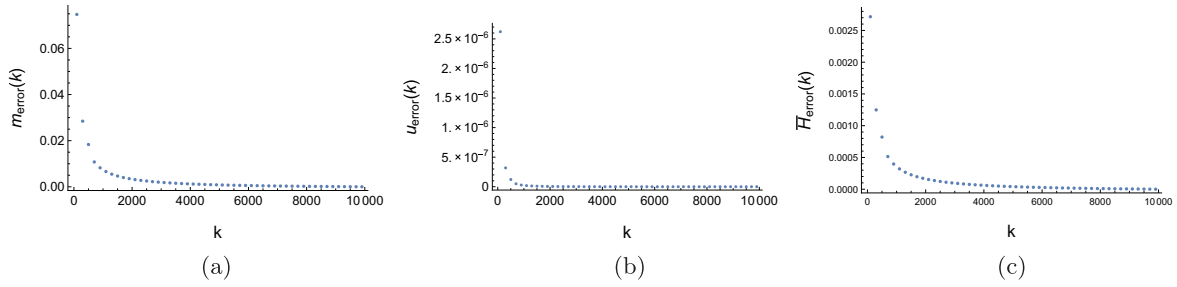 0.06
0.04
0.02
0.00
m_error(k)
0 2000 4000 6000 8000 10000
k
(a)
2.5 × 10⁻⁶
2. × 10⁻⁶
1.5 × 10⁻⁶
1. × 10⁻⁶
5. × 10⁻⁷
0
u_error(k)
0 2000 4000 6000 8000 10000
k
(b)
0.0025
0.0020
0.0015
0.0010
0.0005
0.0000
H̅_error(k)
0 2000 4000 6000 8000 10000
k
(c)